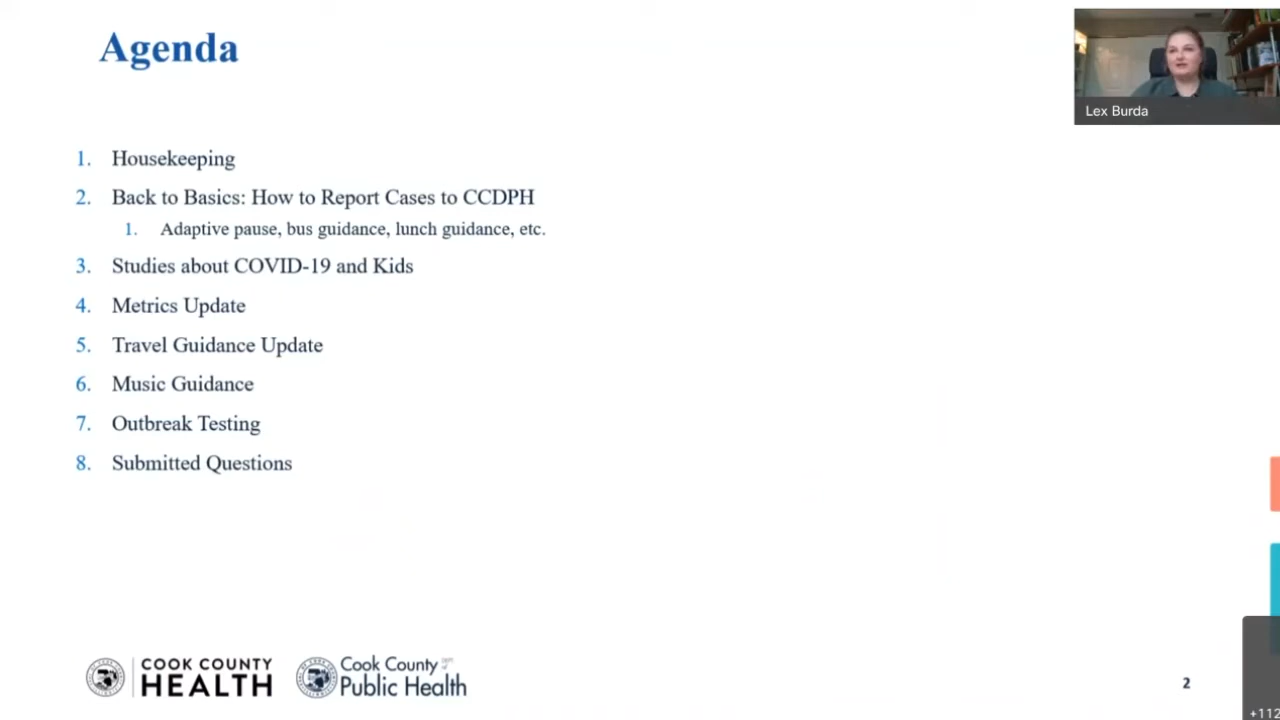 Agenda
Lex Burda
1. Housekeeping
2. Back to Basics: How to Report Cases to CCDPH
1. Adaptive pause, bus guidance, lunch guidance, etc.
3. Studies about COVID-19 and Kids
4. Metrics Update
5. Travel Guidance Update
6. Music Guidance
7. Outbreak Testing
8. Submitted Questions
COOK COUNTY
HEALTH
Cook County
Public Health
2
+112